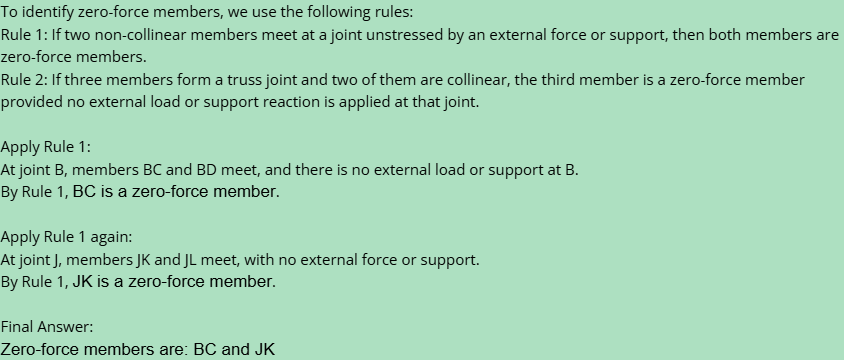 To identify zero-force members, we use the following rules:
Rule 1: If two non-collinear members meet at a joint unstressed by an external force or support, then both members are
zero-force members.
Rule 2: If three members form a truss joint and two of them are collinear, the third member is a zero-force member
provided no external load or support reaction is applied at that joint.
Apply Rule 1:
At joint B, members BC and BD meet, and there is no external load or support at B.
By Rule 1, BC is a zero-force member.
Apply Rule 1 again:
At joint J, members JK and JL meet, with no external force or support.
By Rule 1, JK is a zero-force member.
Final Answer:
Zero-force members are: BC and JK